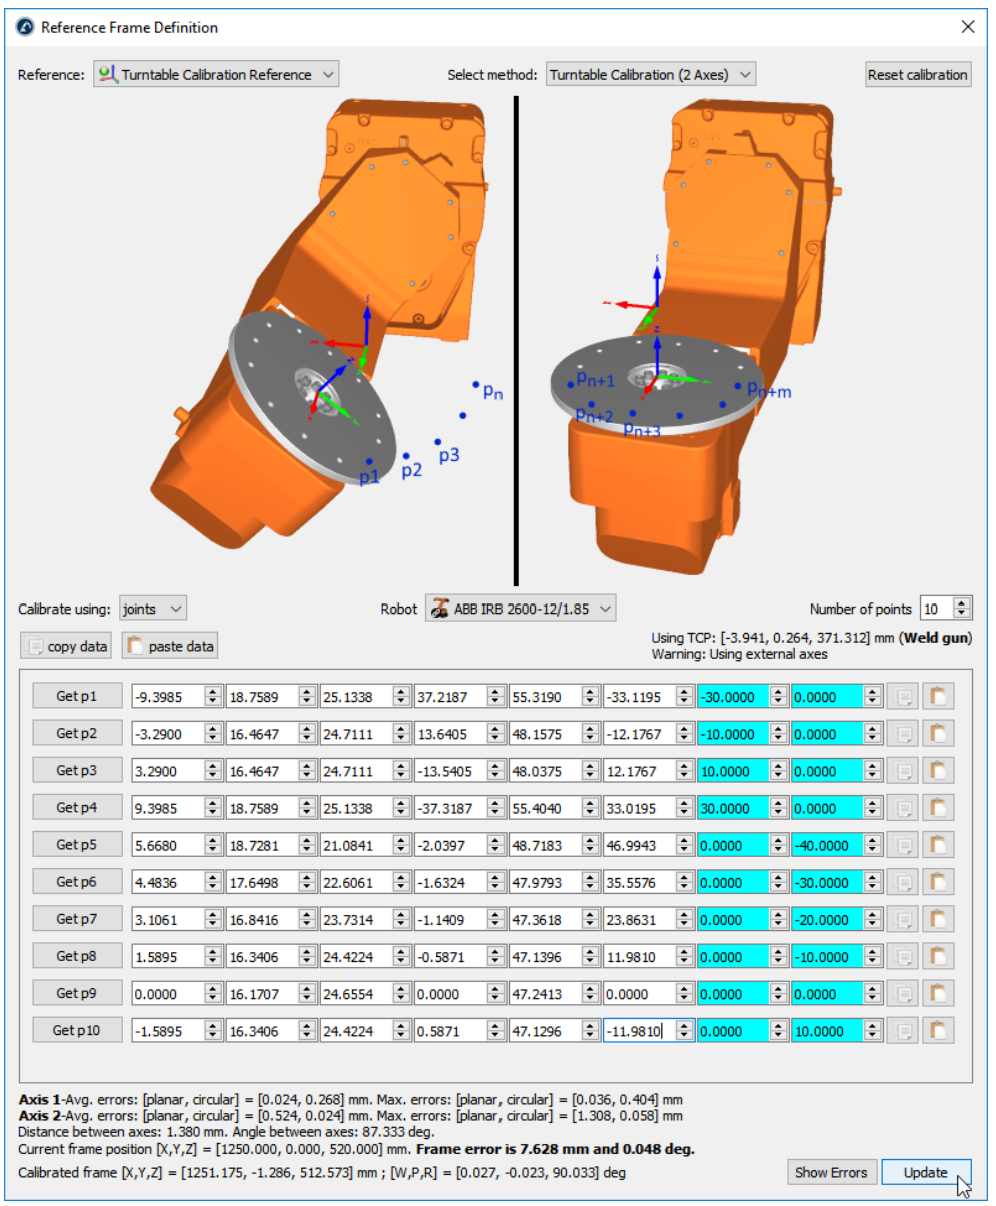 Reference Frame Definition
Reference: Turntable Calibration Reference Select method: Turntable Calibration (2 Axes) Reset calibration
pn
p3
p2
p1
z
pn+1
pn+m
pn+2
pn+3
Calibrate using: joints Robot ABB IRB 2600-12/1.85 Number of points 10
copy data paste data Using TCP: [-3.941, 0.264, 371.312] mm (Weld gun)
Warning: Using external axes
Get p1 -9.3985 18.7589 25.1338 37.2187 55.3190 -33.1195 -30.0000 0.0000
Get p2 -3.2900 16.4647 24.7111 13.6405 48.1575 -12.1767 -10.0000 0.0000
Get p3 3.2900 16.4647 24.7111 -13.5405 48.0375 12.1767 10.0000 0.0000
Get p4 9.3985 18.7589 25.1338 -37.3187 55.4040 33.0195 30.0000 0.0000
Get p5 5.6680 18.7281 21.0841 -2.0397 48.7183 46.9943 0.0000 -40.0000
Get p6 4.4836 17.6498 22.6061 -1.6324 47.9793 35.5576 0.0000 -30.0000
Get p7 3.1061 16.8416 23.7314 -1.1409 47.3618 23.8631 0.0000 -20.0000
Get p8 1.5895 16.3406 24.4224 -0.5871 47.1396 11.9810 0.0000 -10.0000
Get p9 0.0000 16.1707 24.6554 0.0000 47.2413 0.0000 0.0000 0.0000
Get p10 -1.5895 16.3406 24.4224 0.5871 47.1296 -11.9810 0.0000 10.0000
Axis 1-Avg. errors: [planar, circular] = [0.024, 0.268] mm. Max. errors: [planar, circular] = [0.036, 0.404] mm
Axis 2-Avg. errors: [planar, circular] = [0.524, 0.024] mm. Max. errors: [planar, circular] = [1.308, 0.058] mm
Distance between axes: 1.380 mm. Angle between axes: 87.333 deg.
Current frame position [X,Y,Z] = [1250.000, 0.000, 520.000] mm. Frame error is 7.628 mm and 0.048 deg.
Calibrated frame [X,Y,Z] = [1251.175, -1.286, 512.573] mm ; [W,P,R] = [0.027, -0.023, 90.033] deg Show Errors Update